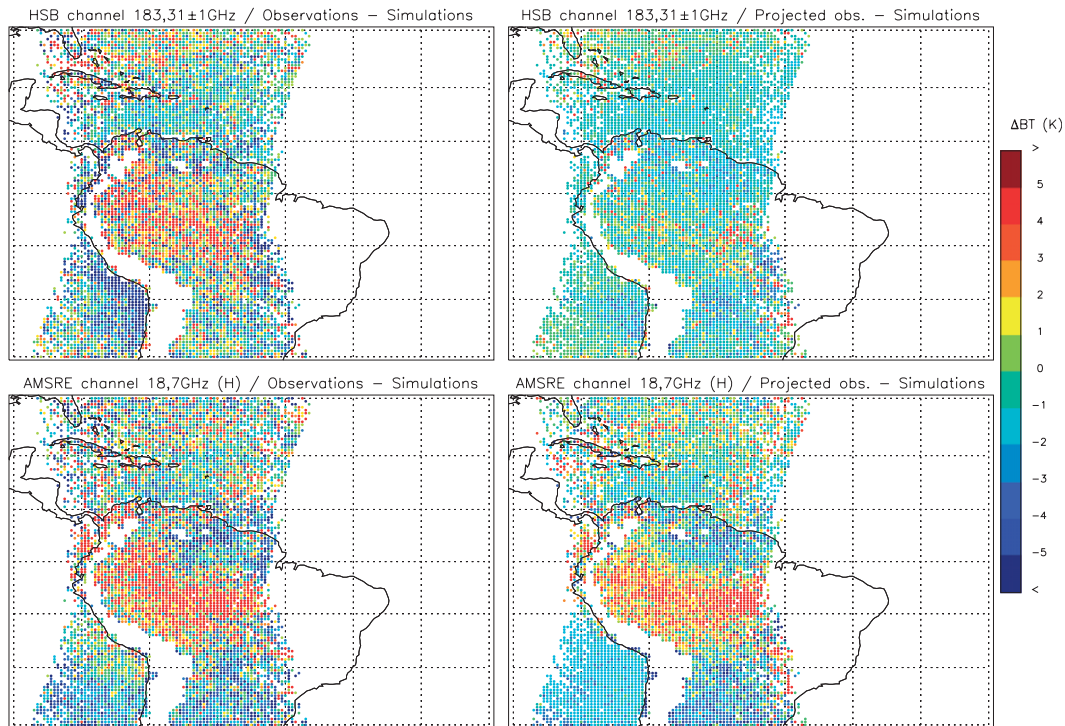 HSB channel 183,31±1GHz / Observations – Simulations
HSB channel 183,31±1GHz / Projected obs. – Simulations
ΔBT (K)
>
5
4
3
2
1
0
−1
−2
−3
−4
−5
<
AMSRE channel 18,7GHz (H) / Observations – Simulations
AMSRE channel 18,7GHz (H) / Projected obs. – Simulations